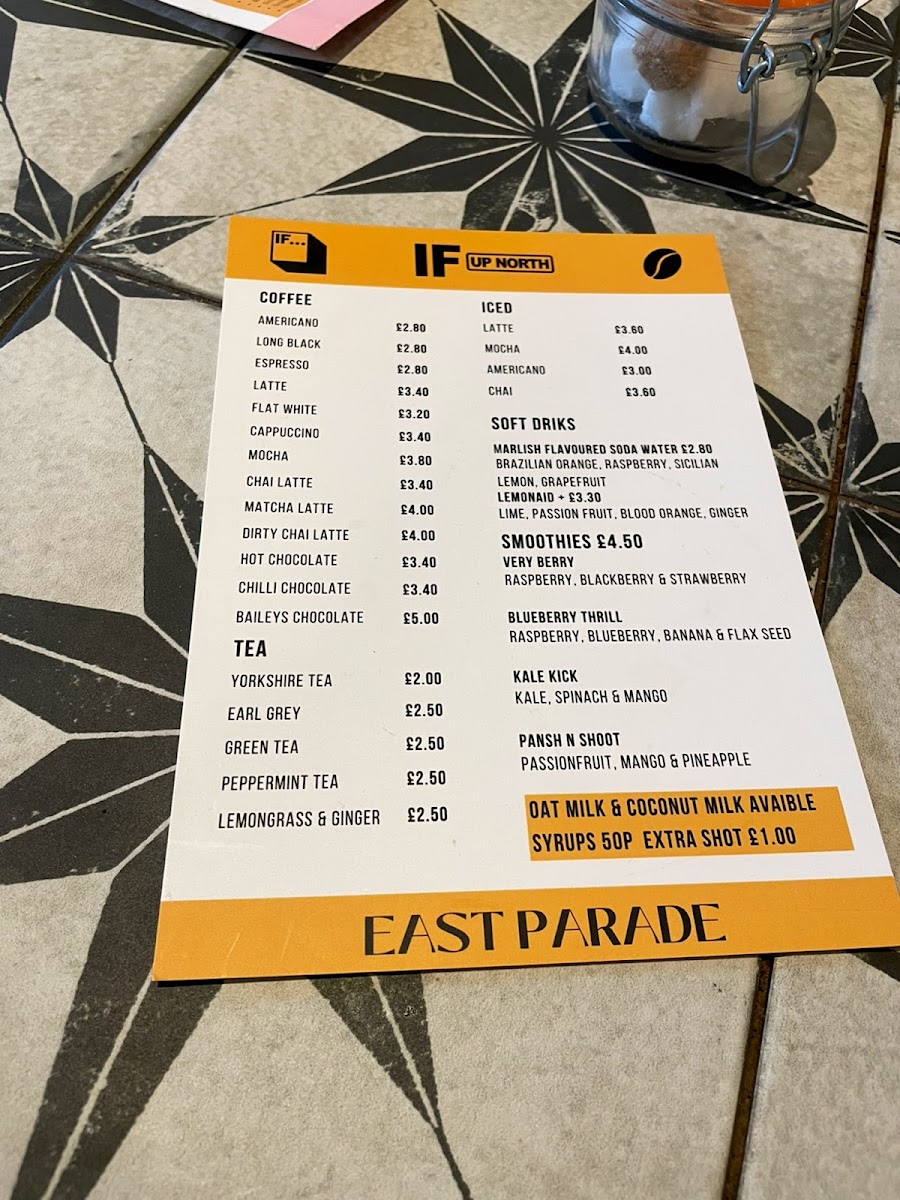 IF...
IF UP NORTH
COFFEE
AMERICANO £2.80
LONG BLACK £2.80
ESPRESSO £2.80
LATTE £3.40
FLAT WHITE £3.20
CAPPUCCINO £3.40
MOCHA £3.80
CHAI LATTE £3.40
MATCHA LATTE £4.00
DIRTY CHAI LATTE £4.00
HOT CHOCOLATE £3.40
CHILLI CHOCOLATE £3.40
BAILEYS CHOCOLATE £5.00
TEA
YORKSHIRE TEA £2.00
EARL GREY £2.50
GREEN TEA £2.50
PEPPERMINT TEA £2.50
LEMONGRASS & GINGER £2.50
ICED
LATTE £3.60
MOCHA £4.00
AMERICANO £3.00
CHAI £3.60
SOFT DRIKS
MARLISH FLAVOURED SODA WATER £2.80
BRAZILIAN ORANGE, RASPBERRY, SICILIAN
LEMON, GRAPEFRUIT
LEMONAID + £3.30
LIME, PASSION FRUIT, BLOOD ORANGE, GINGER
SMOOTHIES £4.50
VERY BERRY
RASPBERRY, BLACKBERRY & STRAWBERRY
BLUEBERRY THRILL
RASPBERRY, BLUEBERRY, BANANA & FLAX SEED
KALE KICK
KALE, SPINACH & MANGO
PANSH N SHOOT
PASSIONFRUIT, MANGO & PINEAPPLE
OAT MILK & COCONUT MILK AVAIBLE
SYRUPS 50P EXTRA SHOT £1.00
EAST PARADE